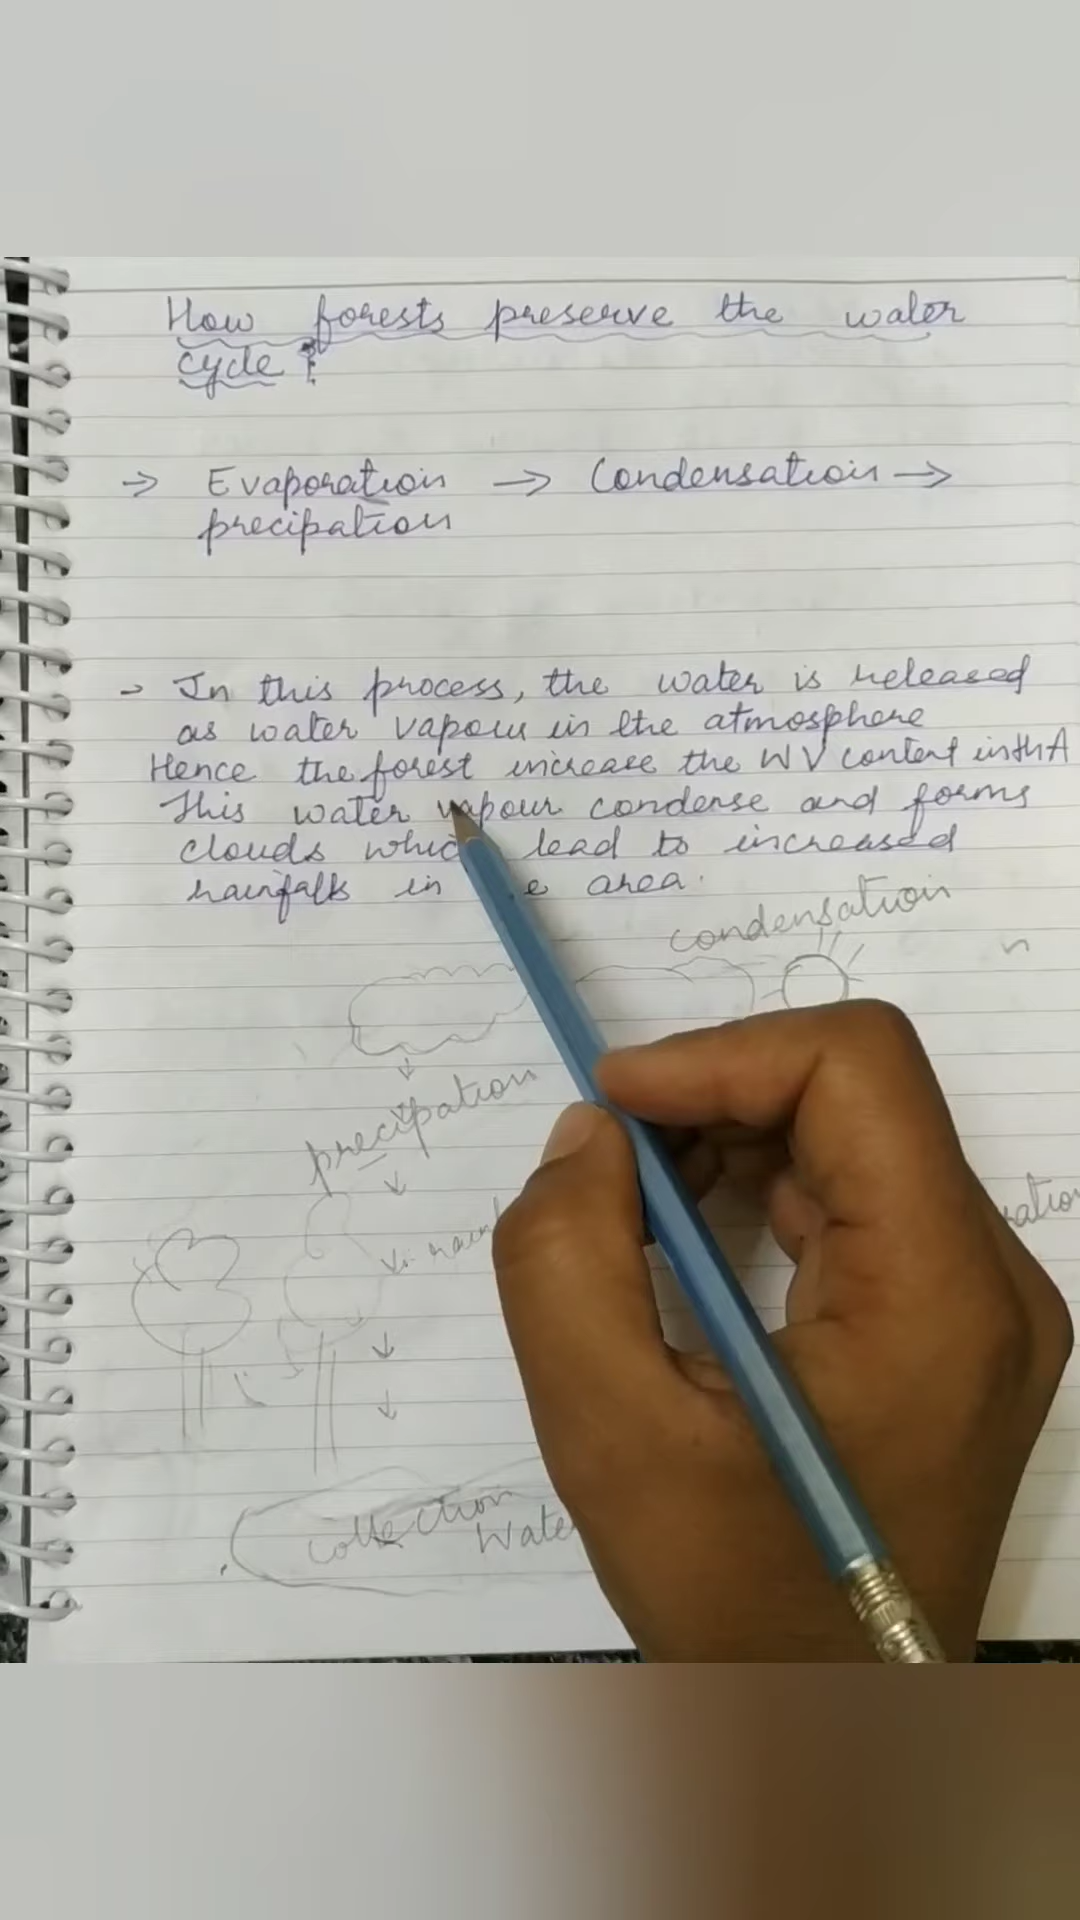 How forests preserve the water
cycle ?
→ Evaporation → Condensation →
precipation
- In this process, the water is released
as water vapour in the atmosphere
Hence the forest increase the WV content in th A
This water vapour condense and forms
clouds which lead to increased
rainfalls in e area.
condensation
precipation
collection
Water